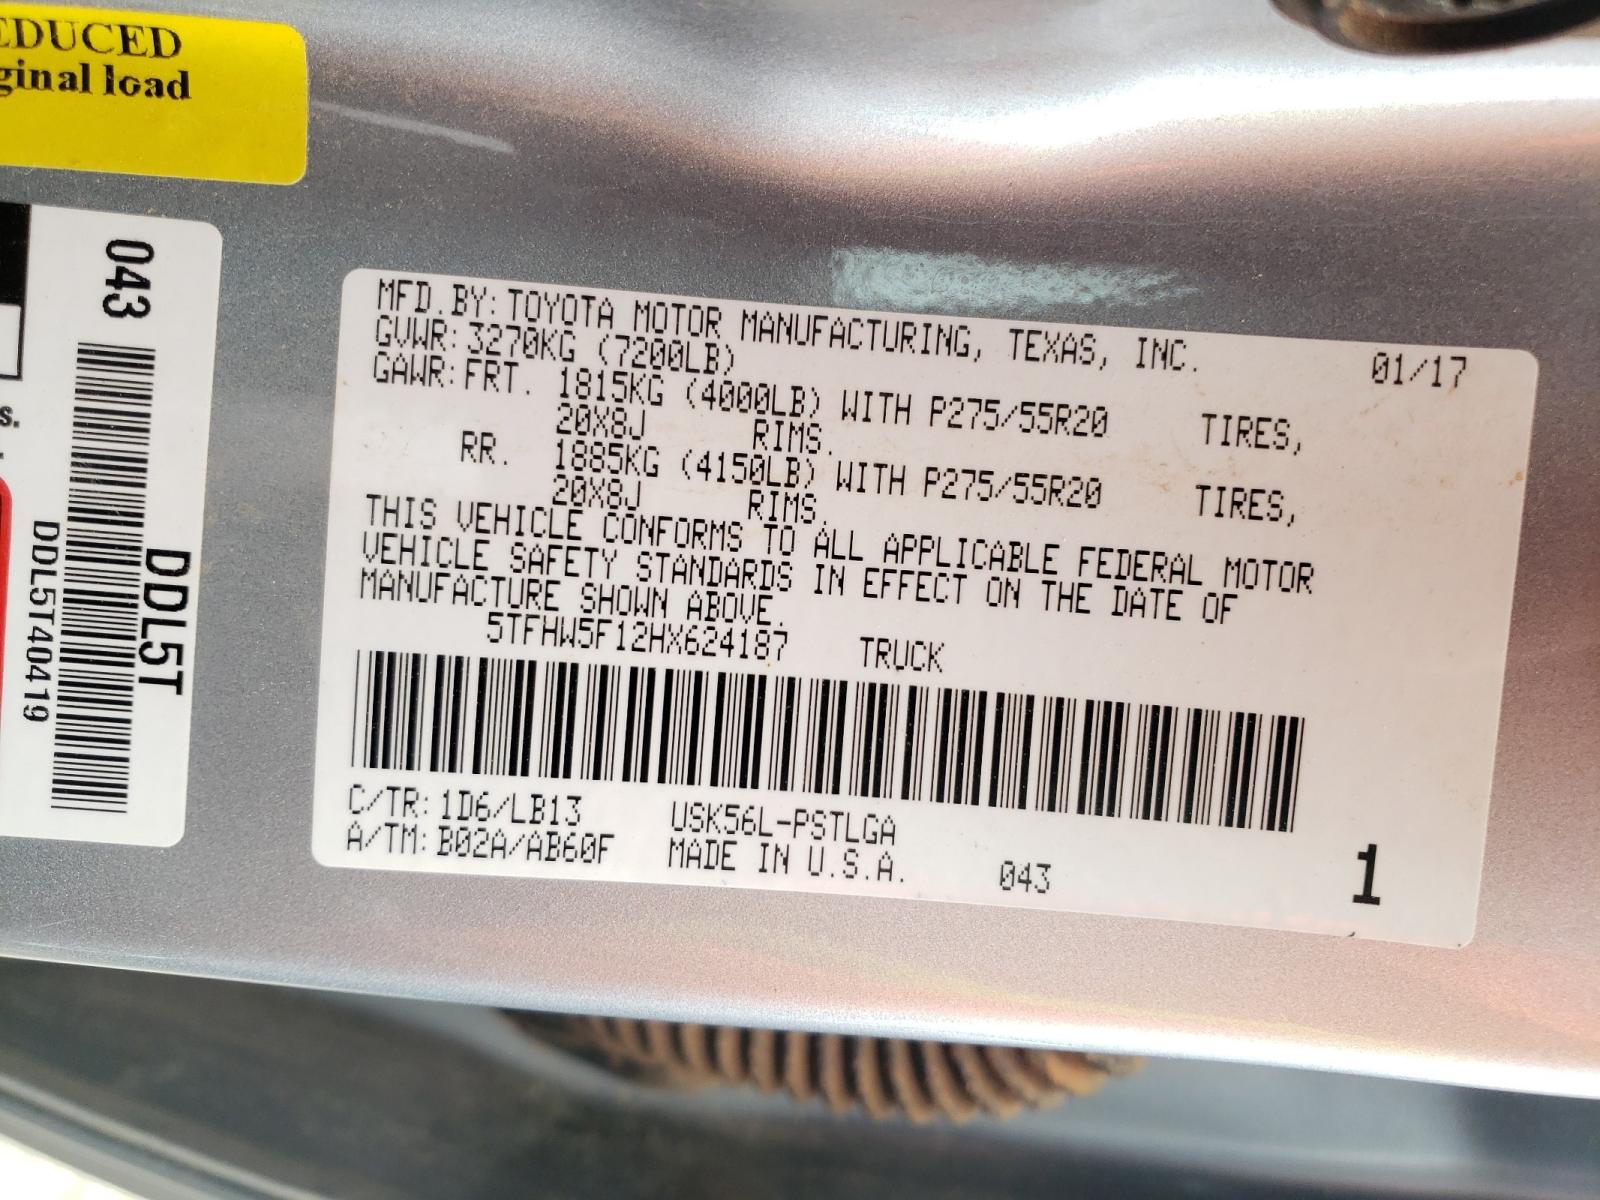 EDUCED
ginal load
043
s.
DDL5T
DDL5T40419
MFD.BY: TOYOTA MOTOR MANUFACTURING, TEXAS, INC. 01/17
GVWR: 3270KG (7200LB)
GAWR: FRT. 1815KG (4000LB) WITH P275/55R20 TIRES,
20X8J RIMS.
RR. 1885KG (4150LB) WITH P275/55R20 TIRES,
20X8J RIMS.
THIS VEHICLE CONFORMS TO ALL APPLICABLE FEDERAL MOTOR
VEHICLE SAFETY STANDARDS IN EFFECT ON THE DATE OF
MANUFACTURE SHOWN ABOVE.
5TFHW5F12HX624187 TRUCK
C/TR: 1D6/LB13 USK56L-PSTLGA
A/TM: B02A/AB60F MADE IN U.S.A. 043
1